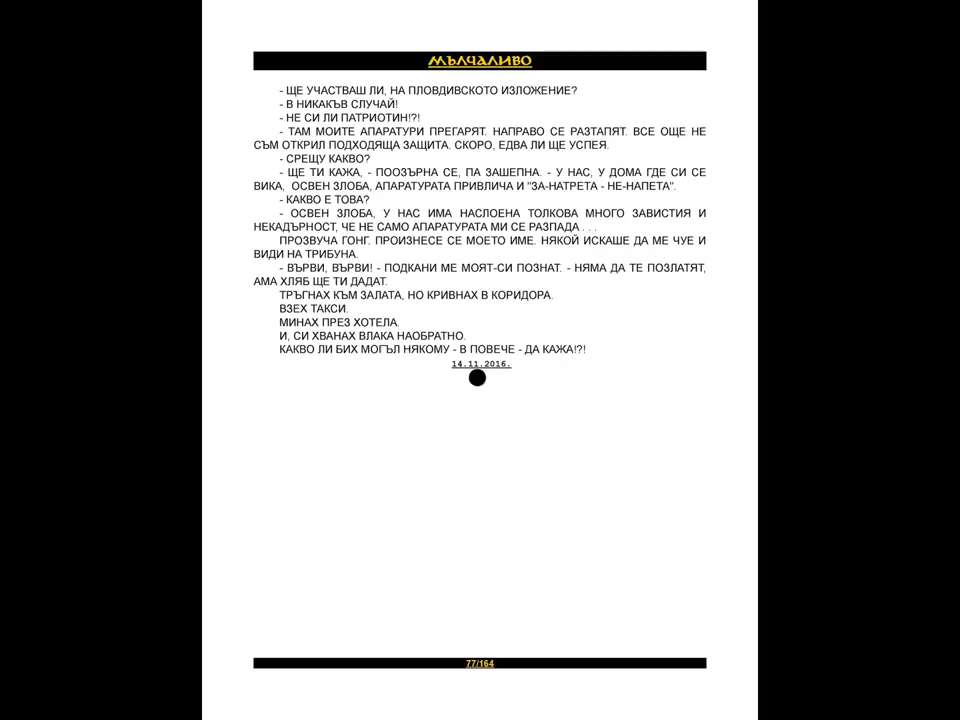 МЪЛЧАЛИВО
- ЩЕ УЧАСТВАШ ЛИ, НА ПЛОВДИВСКОТО ИЗЛОЖЕНИЕ?
- В НИКАКЪВ СЛУЧАЙ!
- НЕ СИ ЛИ ПАТРИОТИН!?!
- ТАМ МОИТЕ АПАРАТУРИ ПРЕГАРЯТ. НАПРАВО СЕ РАЗТАПЯТ. ВСЕ ОЩЕ НЕ
СЪМ ОТКРИЛ ПОДХОДЯЩА ЗАЩИТА. СКОРО, ЕДВА ЛИ ЩЕ УСПЕЯ.
- СРЕЩУ КАКВО?
- ЩЕ ТИ КАЖА, - ПООЗЪРНА СЕ, ПА ЗАШЕПНА. - У НАС, У ДОМА ГДЕ СИ СЕ
ВИКА, ОСВЕН ЗЛОБА, АПАРАТУРАТА ПРИВЛИЧА И "ЗА-НАТРЕТА - НЕ-НАПЕТА".
- КАКВО Е ТОВА?
- ОСВЕН ЗЛОБА, У НАС ИМА НАСЛОЕНА ТОЛКОВА МНОГО ЗАВИСТИЯ И
НЕКАДЪРНОСТ, ЧЕ НЕ САМО АПАРАТУРАТА МИ СЕ РАЗПАДА . . .
ПРОЗВУЧА ГОНГ. ПРОИЗНЕСЕ СЕ МОЕТО ИМЕ. НЯКОЙ ИСКАШЕ ДА МЕ ЧУЕ И
ВИДИ НА ТРИБУНА.
- ВЪРВИ, ВЪРВИ! - ПОДКАНИ МЕ МОЯТ-СИ ПОЗНАТ. - НЯМА ДА ТЕ ПОЗЛАТЯТ,
АМА ХЛЯБ ЩЕ ТИ ДАДАТ.
ТРЪГНАХ КЪМ ЗАЛАТА, НО КРИВНАХ В КОРИДОРА.
ВЗЕХ ТАКСИ.
МИНАХ ПРЕЗ ХОТЕЛА.
И, СИ ХВАНАХ ВЛАКА НАОБРАТНО.
КАКВО ЛИ БИХ МОГЪЛ НЯКОМУ - В ПОВЕЧЕ - ДА КАЖА!?!
14.11.2016.
77/164